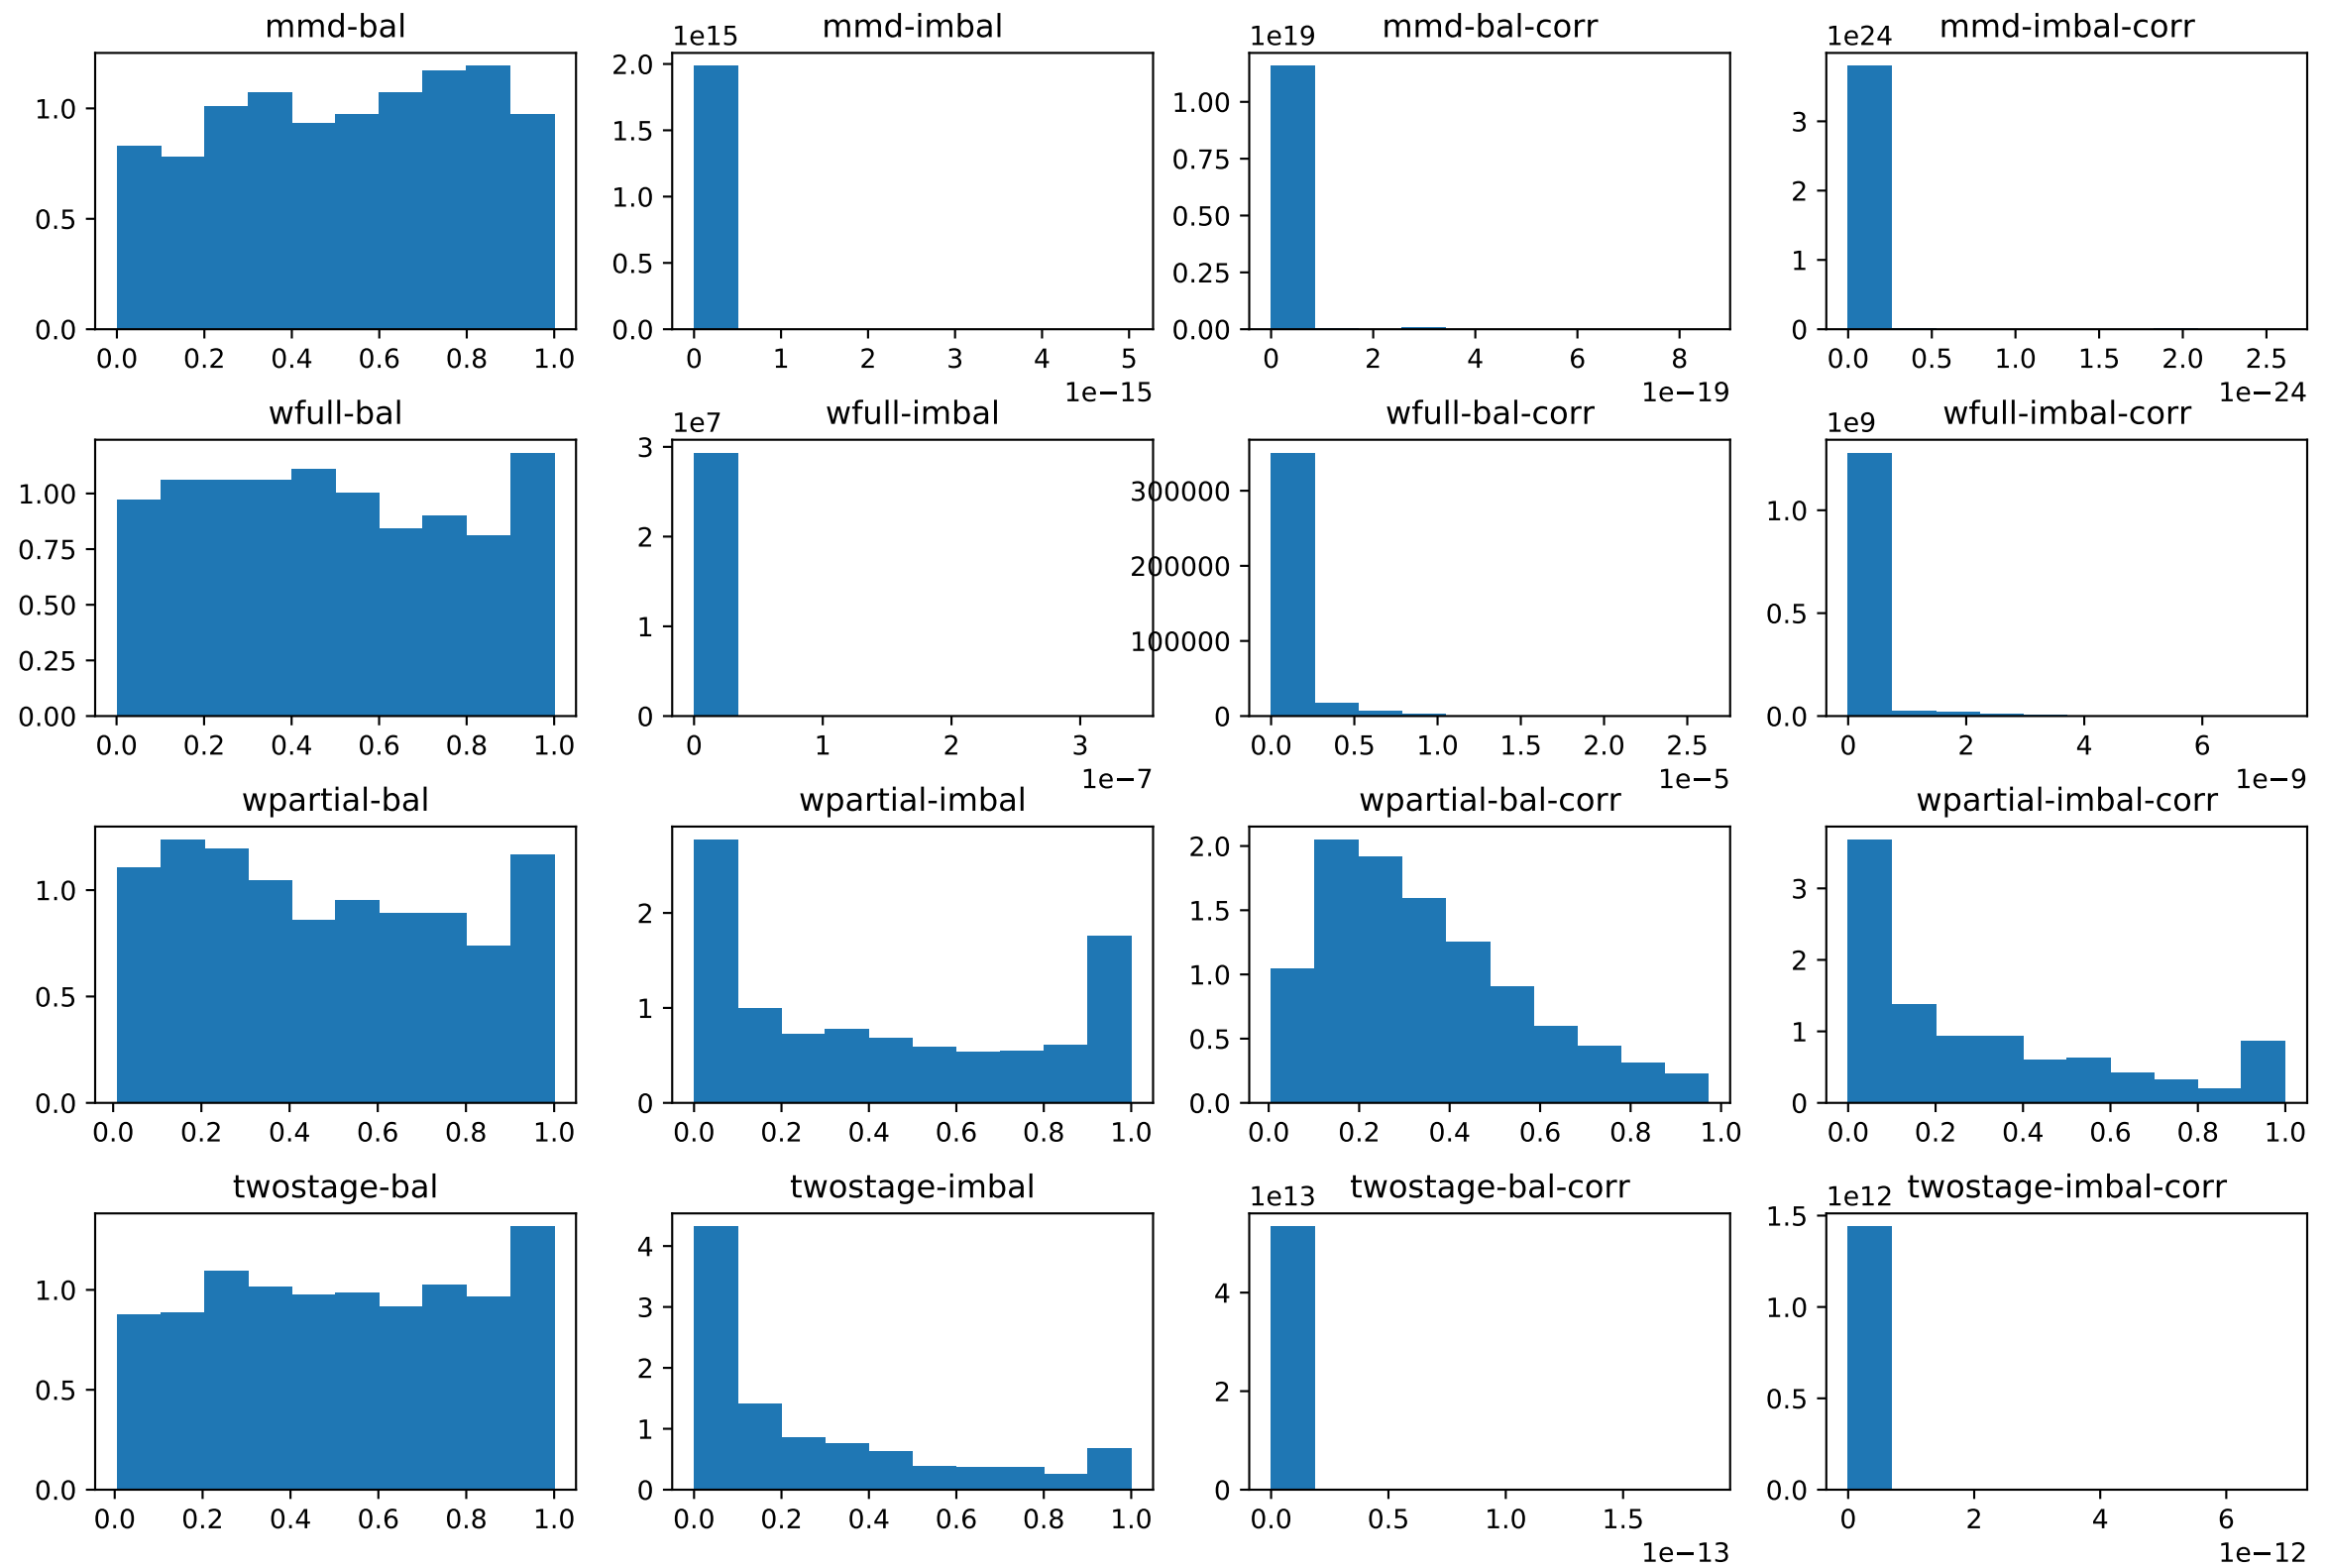 mmd-bal
1.0
0.5
0.0
0.0 0.2 0.4 0.6 0.8 1.0
1e15
mmd-imbal
2.0
1.5
1.0
0.5
0.0
0 1 2 3 4 5
1e−15
1e19
mmd-bal-corr
1.00
0.75
0.50
0.25
0.00
0 2 4 6 8
1e−19
1e24
mmd-imbal-corr
3
2
1
0
0.0 0.5 1.0 1.5 2.0 2.5
1e−24
wfull-bal
1.00
0.75
0.50
0.25
0.00
0.0 0.2 0.4 0.6 0.8 1.0
1e7
wfull-imbal
3
2
1
0
0 1 2 3
1e−7
wfull-bal-corr
300000
200000
100000
0
0.0 0.5 1.0 1.5 2.0 2.5
1e−5
1e9
wfull-imbal-corr
1.0
0.5
0.0
0 2 4 6
1e−9
wpartial-bal
1.0
0.5
0.0
0.0 0.2 0.4 0.6 0.8 1.0
wpartial-imbal
2
1
0
0.0 0.2 0.4 0.6 0.8 1.0
wpartial-bal-corr
2.0
1.5
1.0
0.5
0.0
0.0 0.2 0.4 0.6 0.8 1.0
wpartial-imbal-corr
3
2
1
0
0.0 0.2 0.4 0.6 0.8 1.0
twostage-bal
1.0
0.5
0.0
0.0 0.2 0.4 0.6 0.8 1.0
twostage-imbal
4
3
2
1
0
0.0 0.2 0.4 0.6 0.8 1.0
1e13
twostage-bal-corr
4
2
0
0.0 0.5 1.0 1.5
1e−13
1e12
twostage-imbal-corr
1.5
1.0
0.5
0.0
0 2 4 6
1e−12